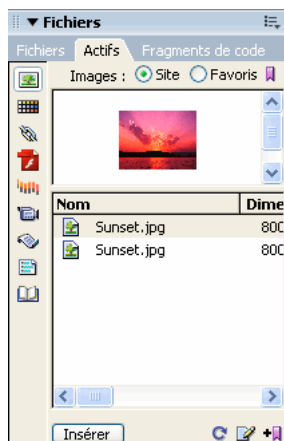 Fichiers
Fichiers Actifs Fragments de code
Images : Site Favoris
Nom Dime
Sunset.jpg 800
Sunset.jpg 800
Insérer